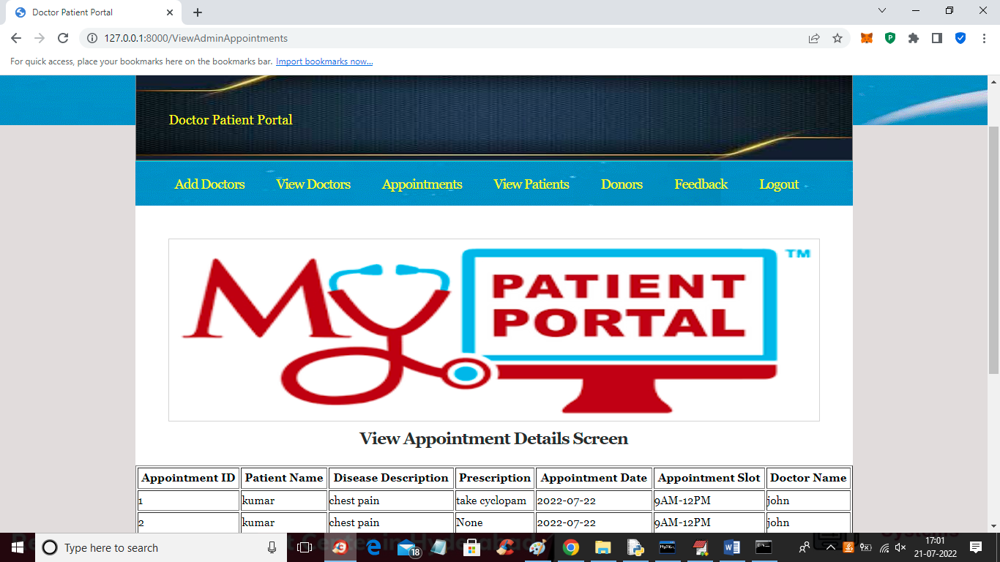 Doctor Patient Portal
127.0.0.1:8000/ViewAdminAppointments
For quick access, place your bookmarks here on the bookmarks bar. Import bookmarks now...
Doctor Patient Portal
Add Doctors View Doctors Appointments View Patients Donors Feedback Logout
My PATIENT PORTAL TM
View Appointment Details Screen
Appointment ID Patient Name Disease Description Prescription Appointment Date Appointment Slot Doctor Name
1 kumar chest pain take cyclopam 2022-07-22 9AM-12PM john
2 kumar chest pain None 2022-07-22 9AM-12PM john
Type here to search
18
17:01
21-07-2022